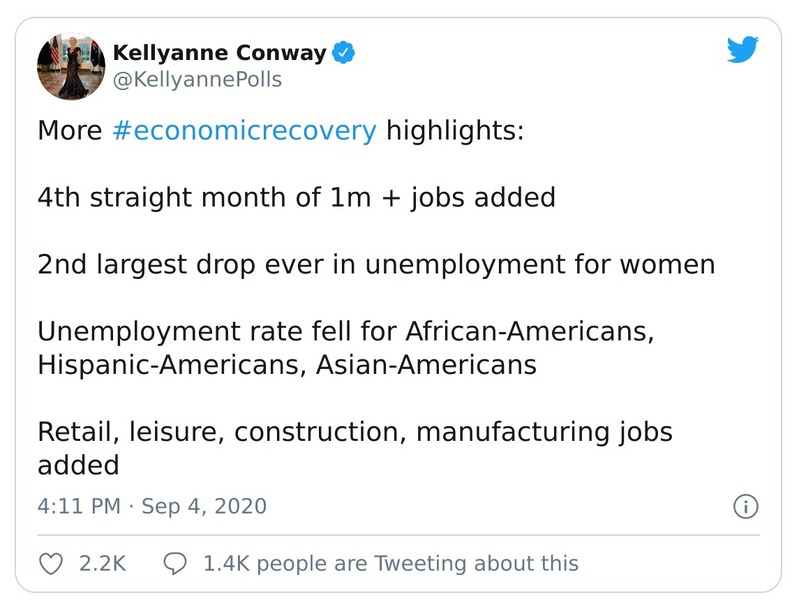 Kellyanne Conway
@KellyannePolls
More #economicrecovery highlights:
4th straight month of 1m + jobs added
2nd largest drop ever in unemployment for women
Unemployment rate fell for African-Americans,
Hispanic-Americans, Asian-Americans
Retail, leisure, construction, manufacturing jobs
added
4:11 PM · Sep 4, 2020
2.2K 1.4K people are Tweeting about this